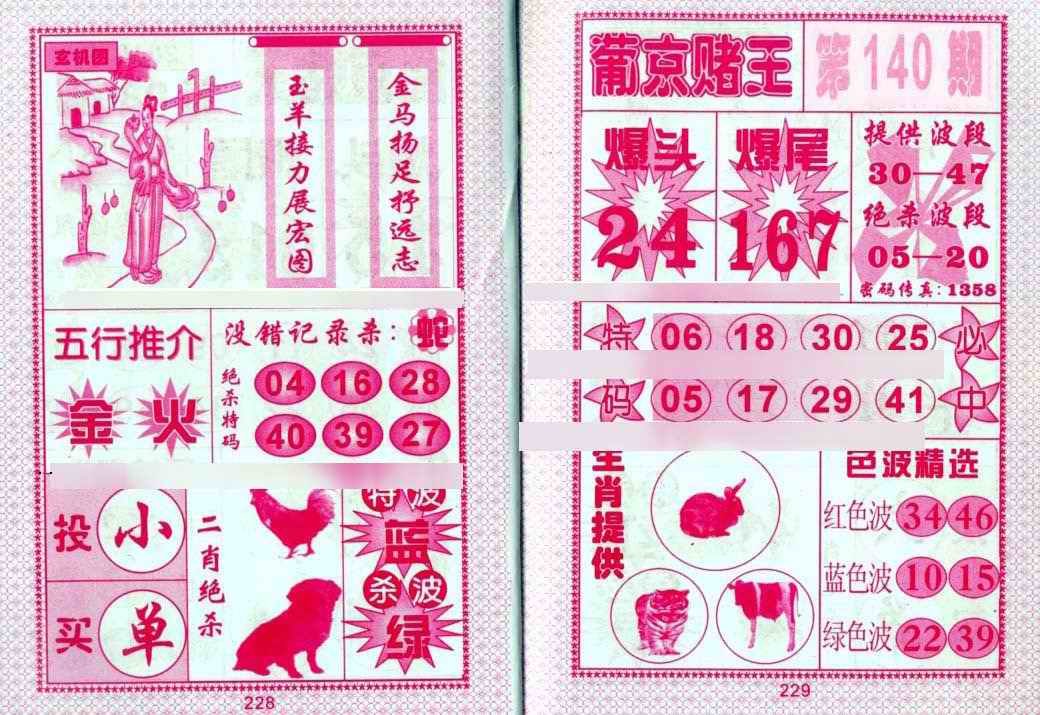 玄机图
玉羊接力展宏图
金马扬足抒远志
五行推介
金 火
没错记录杀：蛇
绝杀特码
04 16 28
40 39 27
投 小
买 单
二肖绝杀
特波
蓝
杀波
绿
228
葡京赌王
第140期
爆头
24
爆尾
167
提供波段
30—47
绝杀波段
05—20
密码传真：1358
特 06 18 30 25 必
码 05 17 29 41 中
生肖提供
色波精选
红色波 34 46
蓝色波 10 15
绿色波 22 39
229